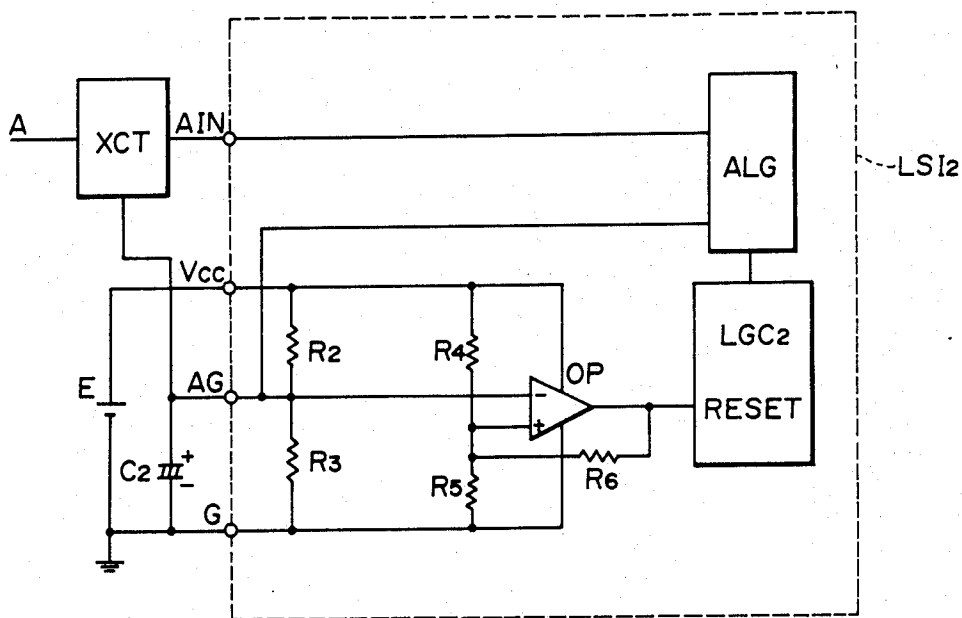 A
XCT
AIN
ALG
LSI2
Vcc
R2
R4
OP
LGC2
RESET
E
AG
-
+
C2
+
-
R3
R5
R6
G